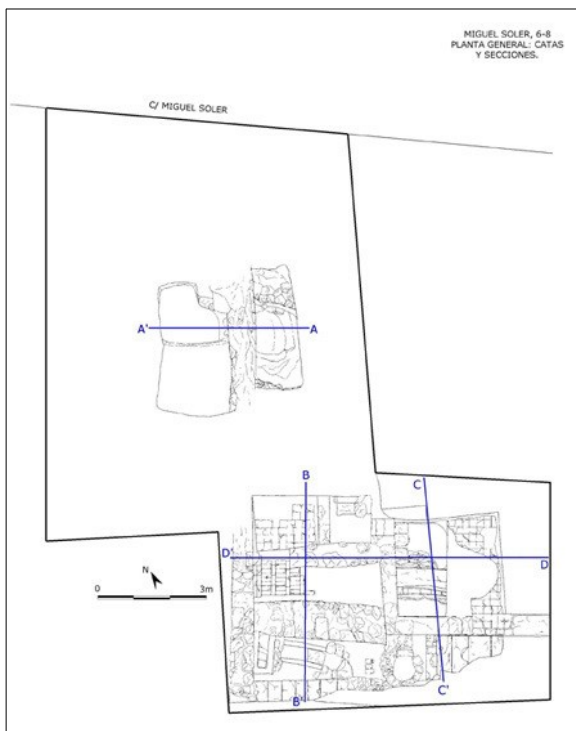 MIGUEL SOLER, 6-8
PLANTA GENERAL: CATAS
Y SECCIONES.
C/ MIGUEL SOLER
A' A
B
C
D' D
N
0 3m
C'
B'